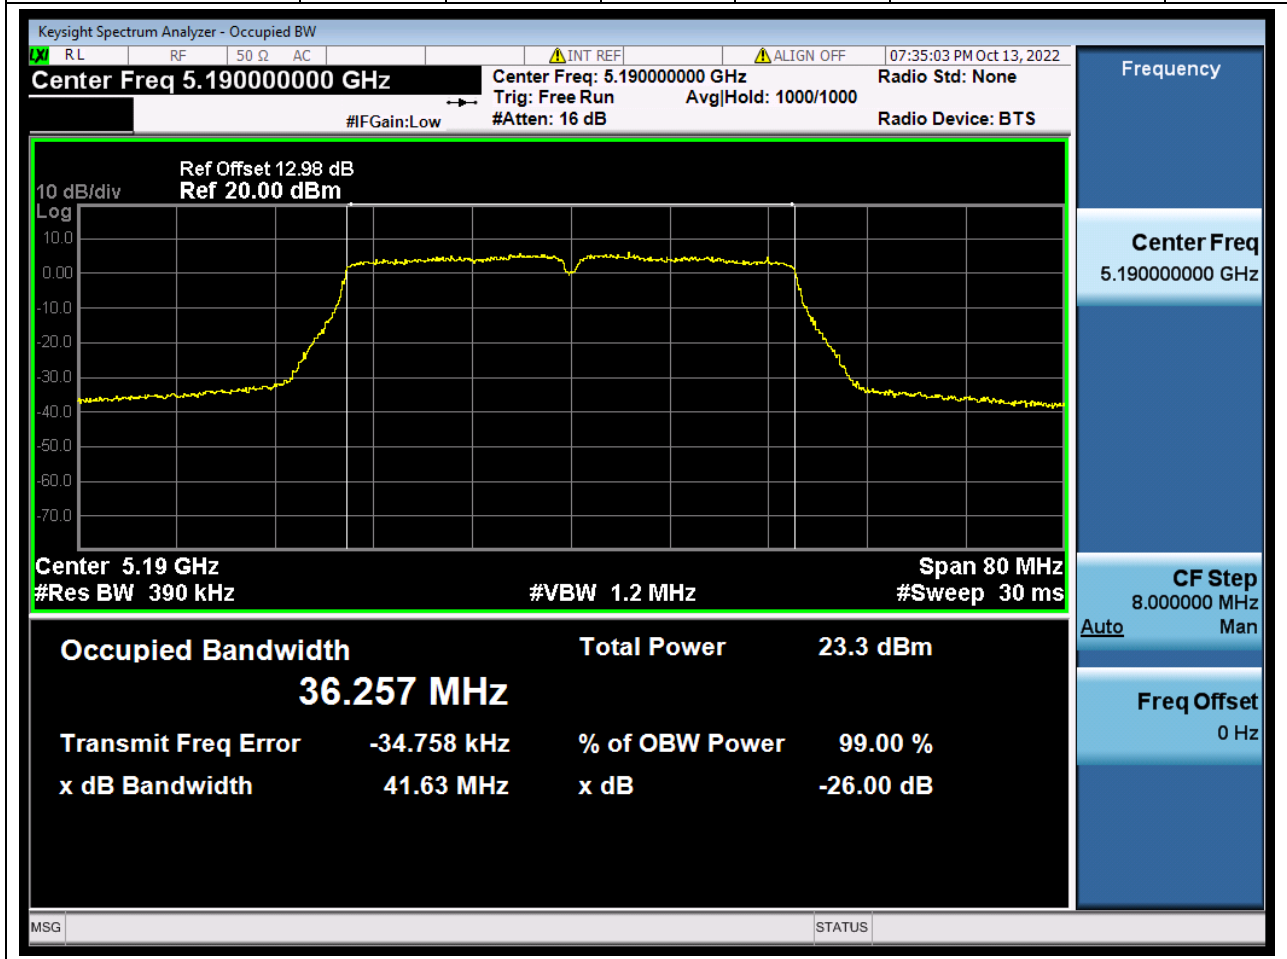 Keysight Spectrum Analyzer - Occupied BW
LXI RL RF 50 Ω AC INT REF ALIGN OFF 07:35:03 PM Oct 13, 2022
Center Freq 5.190000000 GHz
Center Freq: 5.190000000 GHz
Radio Std: None
Trig: Free Run
Avg|Hold: 1000/1000
#IFGain:Low
#Atten: 16 dB
Radio Device: BTS
Ref Offset 12.98 dB
10 dB/div Ref 20.00 dBm
Log
10.0
0.00
-10.0
-20.0
-30.0
-40.0
-50.0
-60.0
-70.0
Center 5.19 GHz
Span 80 MHz
#Res BW 390 kHz
#VBW 1.2 MHz
#Sweep 30 ms
Occupied Bandwidth
Total Power 23.3 dBm
36.257 MHz
Transmit Freq Error -34.758 kHz
% of OBW Power 99.00 %
x dB Bandwidth 41.63 MHz
x dB -26.00 dB
MSG
STATUS
Frequency
Center Freq
5.190000000 GHz
CF Step
8.000000 MHz
Auto Man
Freq Offset
0 Hz